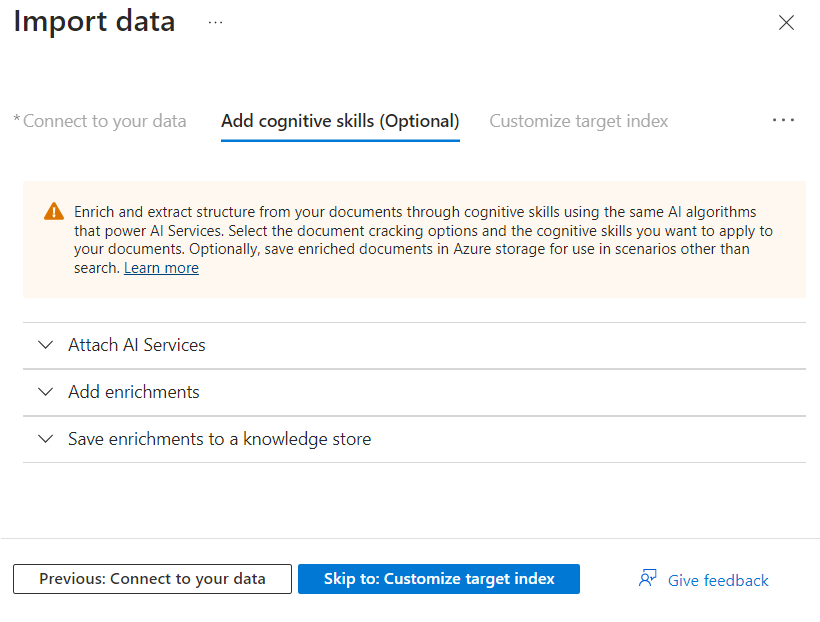 Import data ...
* Connect to your data Add cognitive skills (Optional) Customize target index ...
Enrich and extract structure from your documents through cognitive skills using the same AI algorithms
that power AI Services. Select the document cracking options and the cognitive skills you want to apply to
your documents. Optionally, save enriched documents in Azure storage for use in scenarios other than
search. Learn more
Attach AI Services
Add enrichments
Save enrichments to a knowledge store
Previous: Connect to your data Skip to: Customize target index Give feedback